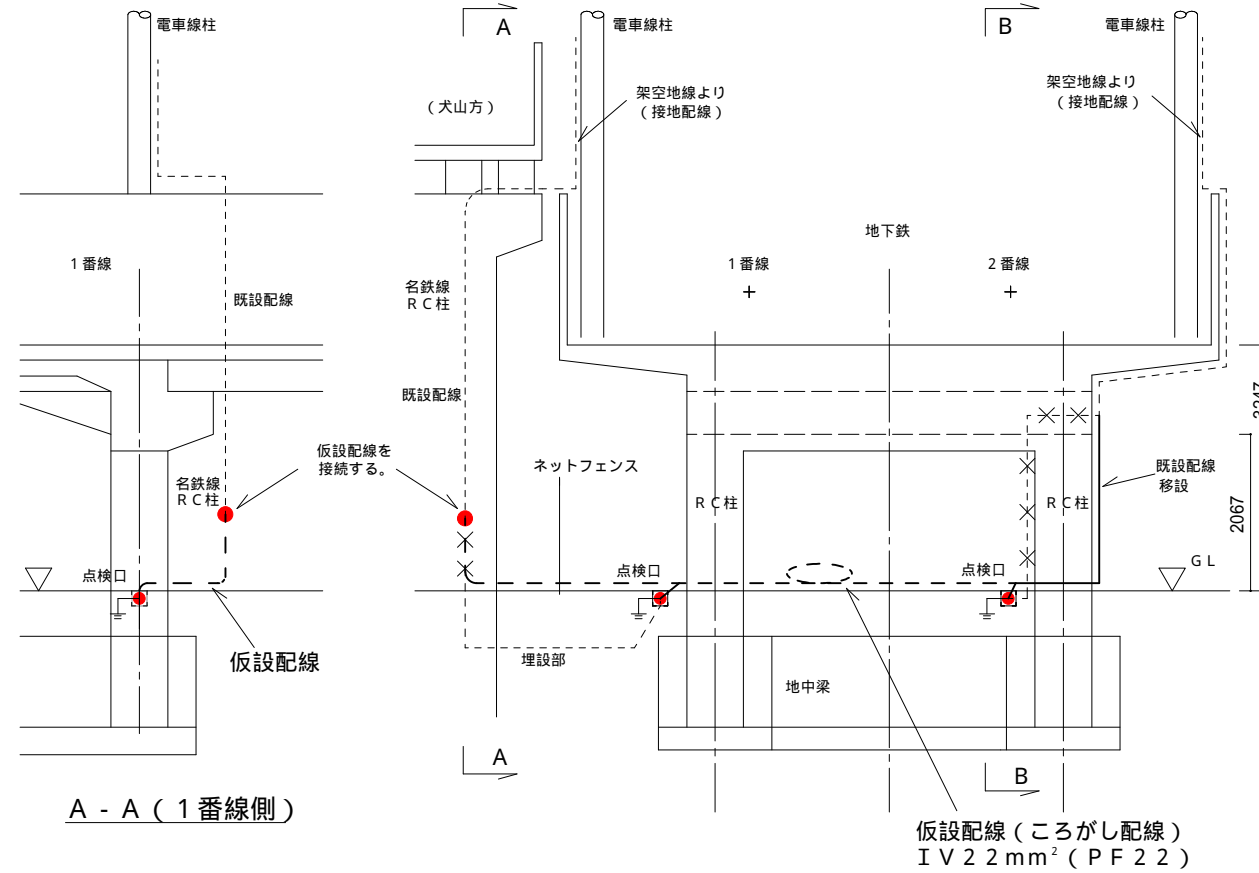 電車線柱
A
電車線柱
B
電車線柱
(犬山方)
架空地線より
(接地配線)
架空地線より
(接地配線)
地下鉄
1番線
1番線
2番線
名鉄線
RC柱
既設配線
既設配線
仮設配線を
接続する。
ネットフェンス
名鉄線
RC柱
RC柱
RC柱
既設配線
移設
2067
GL
点検口
点検口
点検口
仮設配線
埋設部
地中梁
A
B
A-A(1番線側)
仮設配線(ころがし配線)
IV22mm²(PF22)